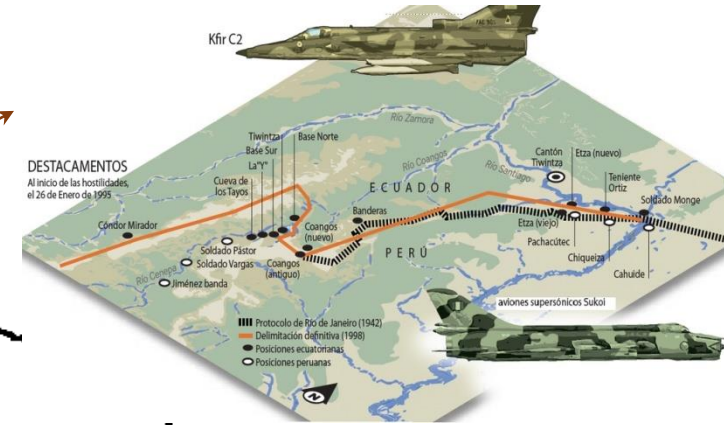 Kfir C2
FAE 905
DESTACAMENTOS
Al inicio de las hostilidades,
el 26 de Enero de 1995
Río Zamora
Tiwintza
Base Norte
Base Sur
La"Y"
Cueva de
los Tayos
Río Coangos
Río Santiago
Cantón
Tiwintza
Etza (nuevo)
Teniente
Ortiz
Soldado Monge
ECUADOR
Cóndor Mirador
Banderas
Coangos
(nuevo)
Soldado Pástor
Soldado Vargas
Coangos
(antiguo)
Jiménez banda
Río Cenepa
PERÚ
Etza (viejo)
Pachacútec
Chiqueiza
Cahuide
aviones supersónicos Sukoi
Protocolo de Río de Janeiro (1942)
Delimitación definitiva (1998)
Posiciones ecuatorianas
Posiciones peruanas
N